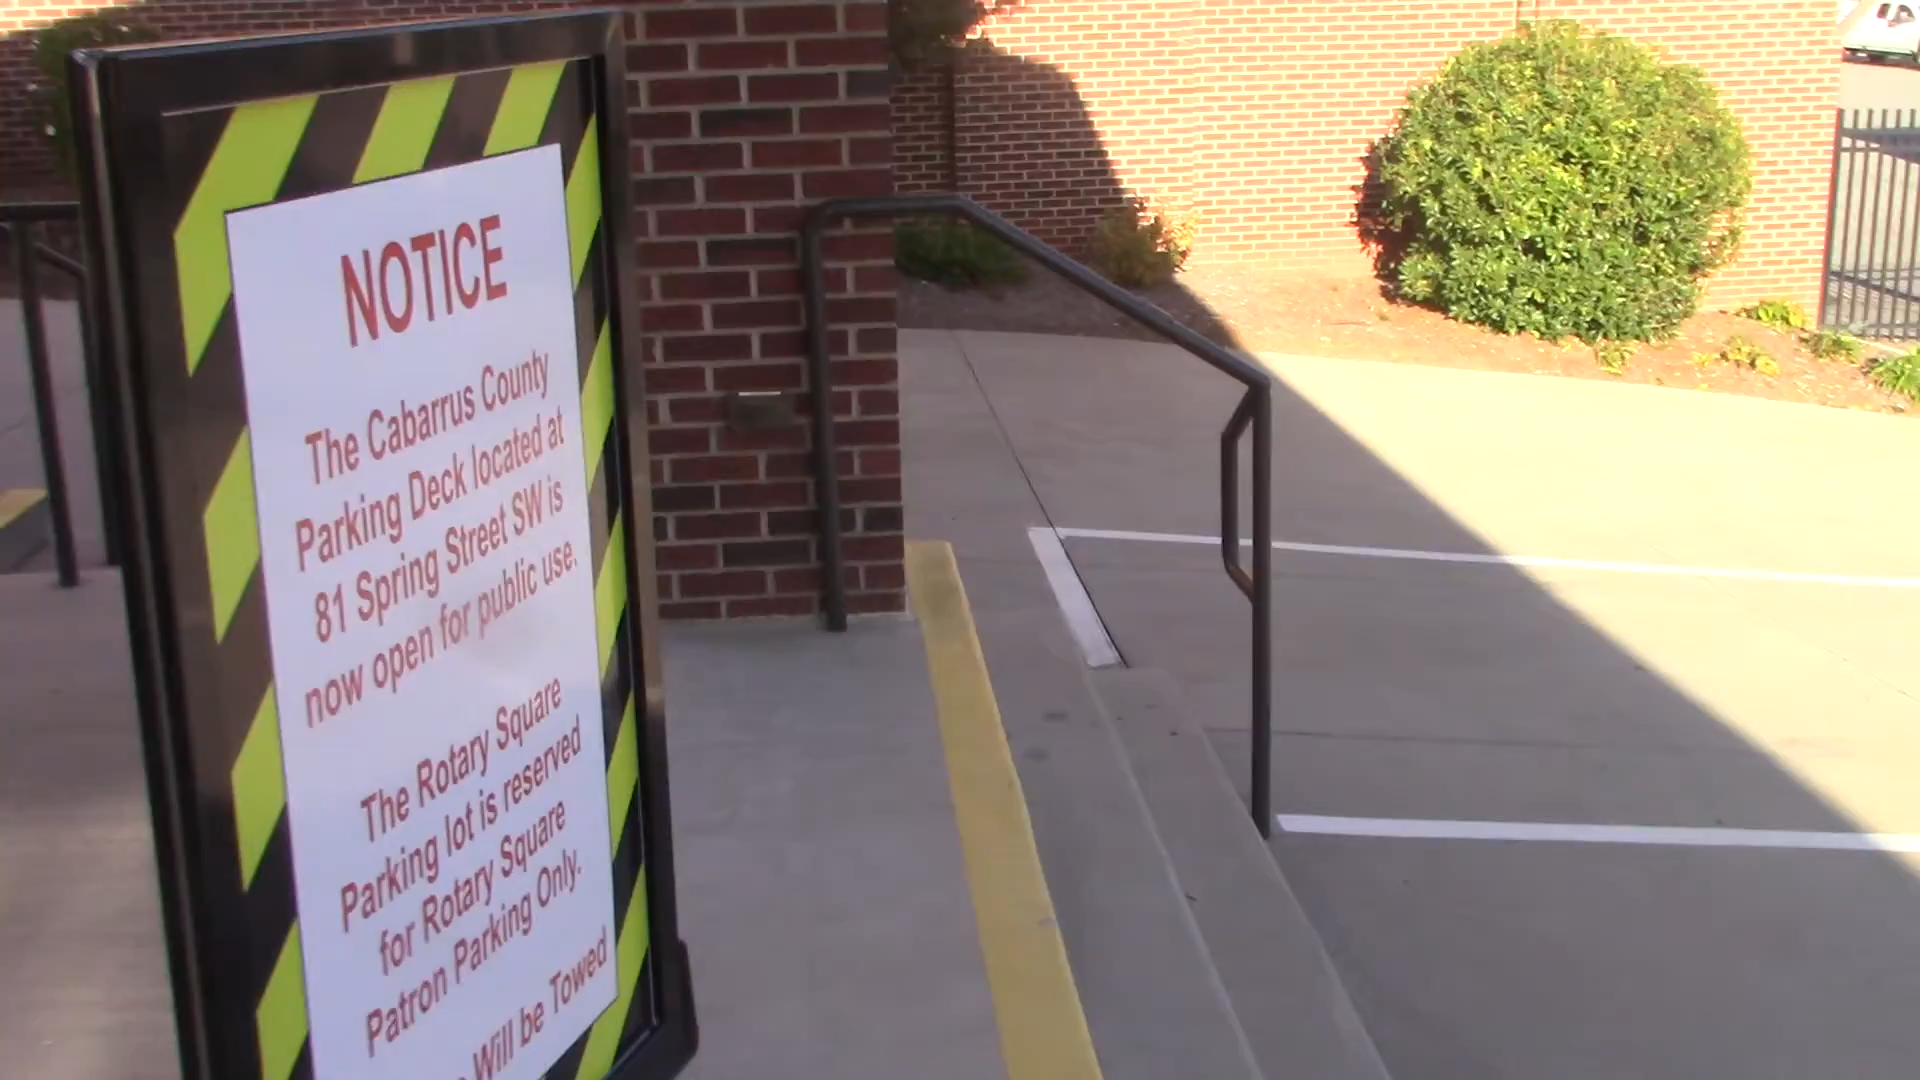 NOTICE
The Cabarrus County
Parking Deck located at
81 Spring Street SW is
now open for public use.
The Rotary Square
Parking lot is reserved
for Rotary Square
Patron Parking Only.
Will be Towed